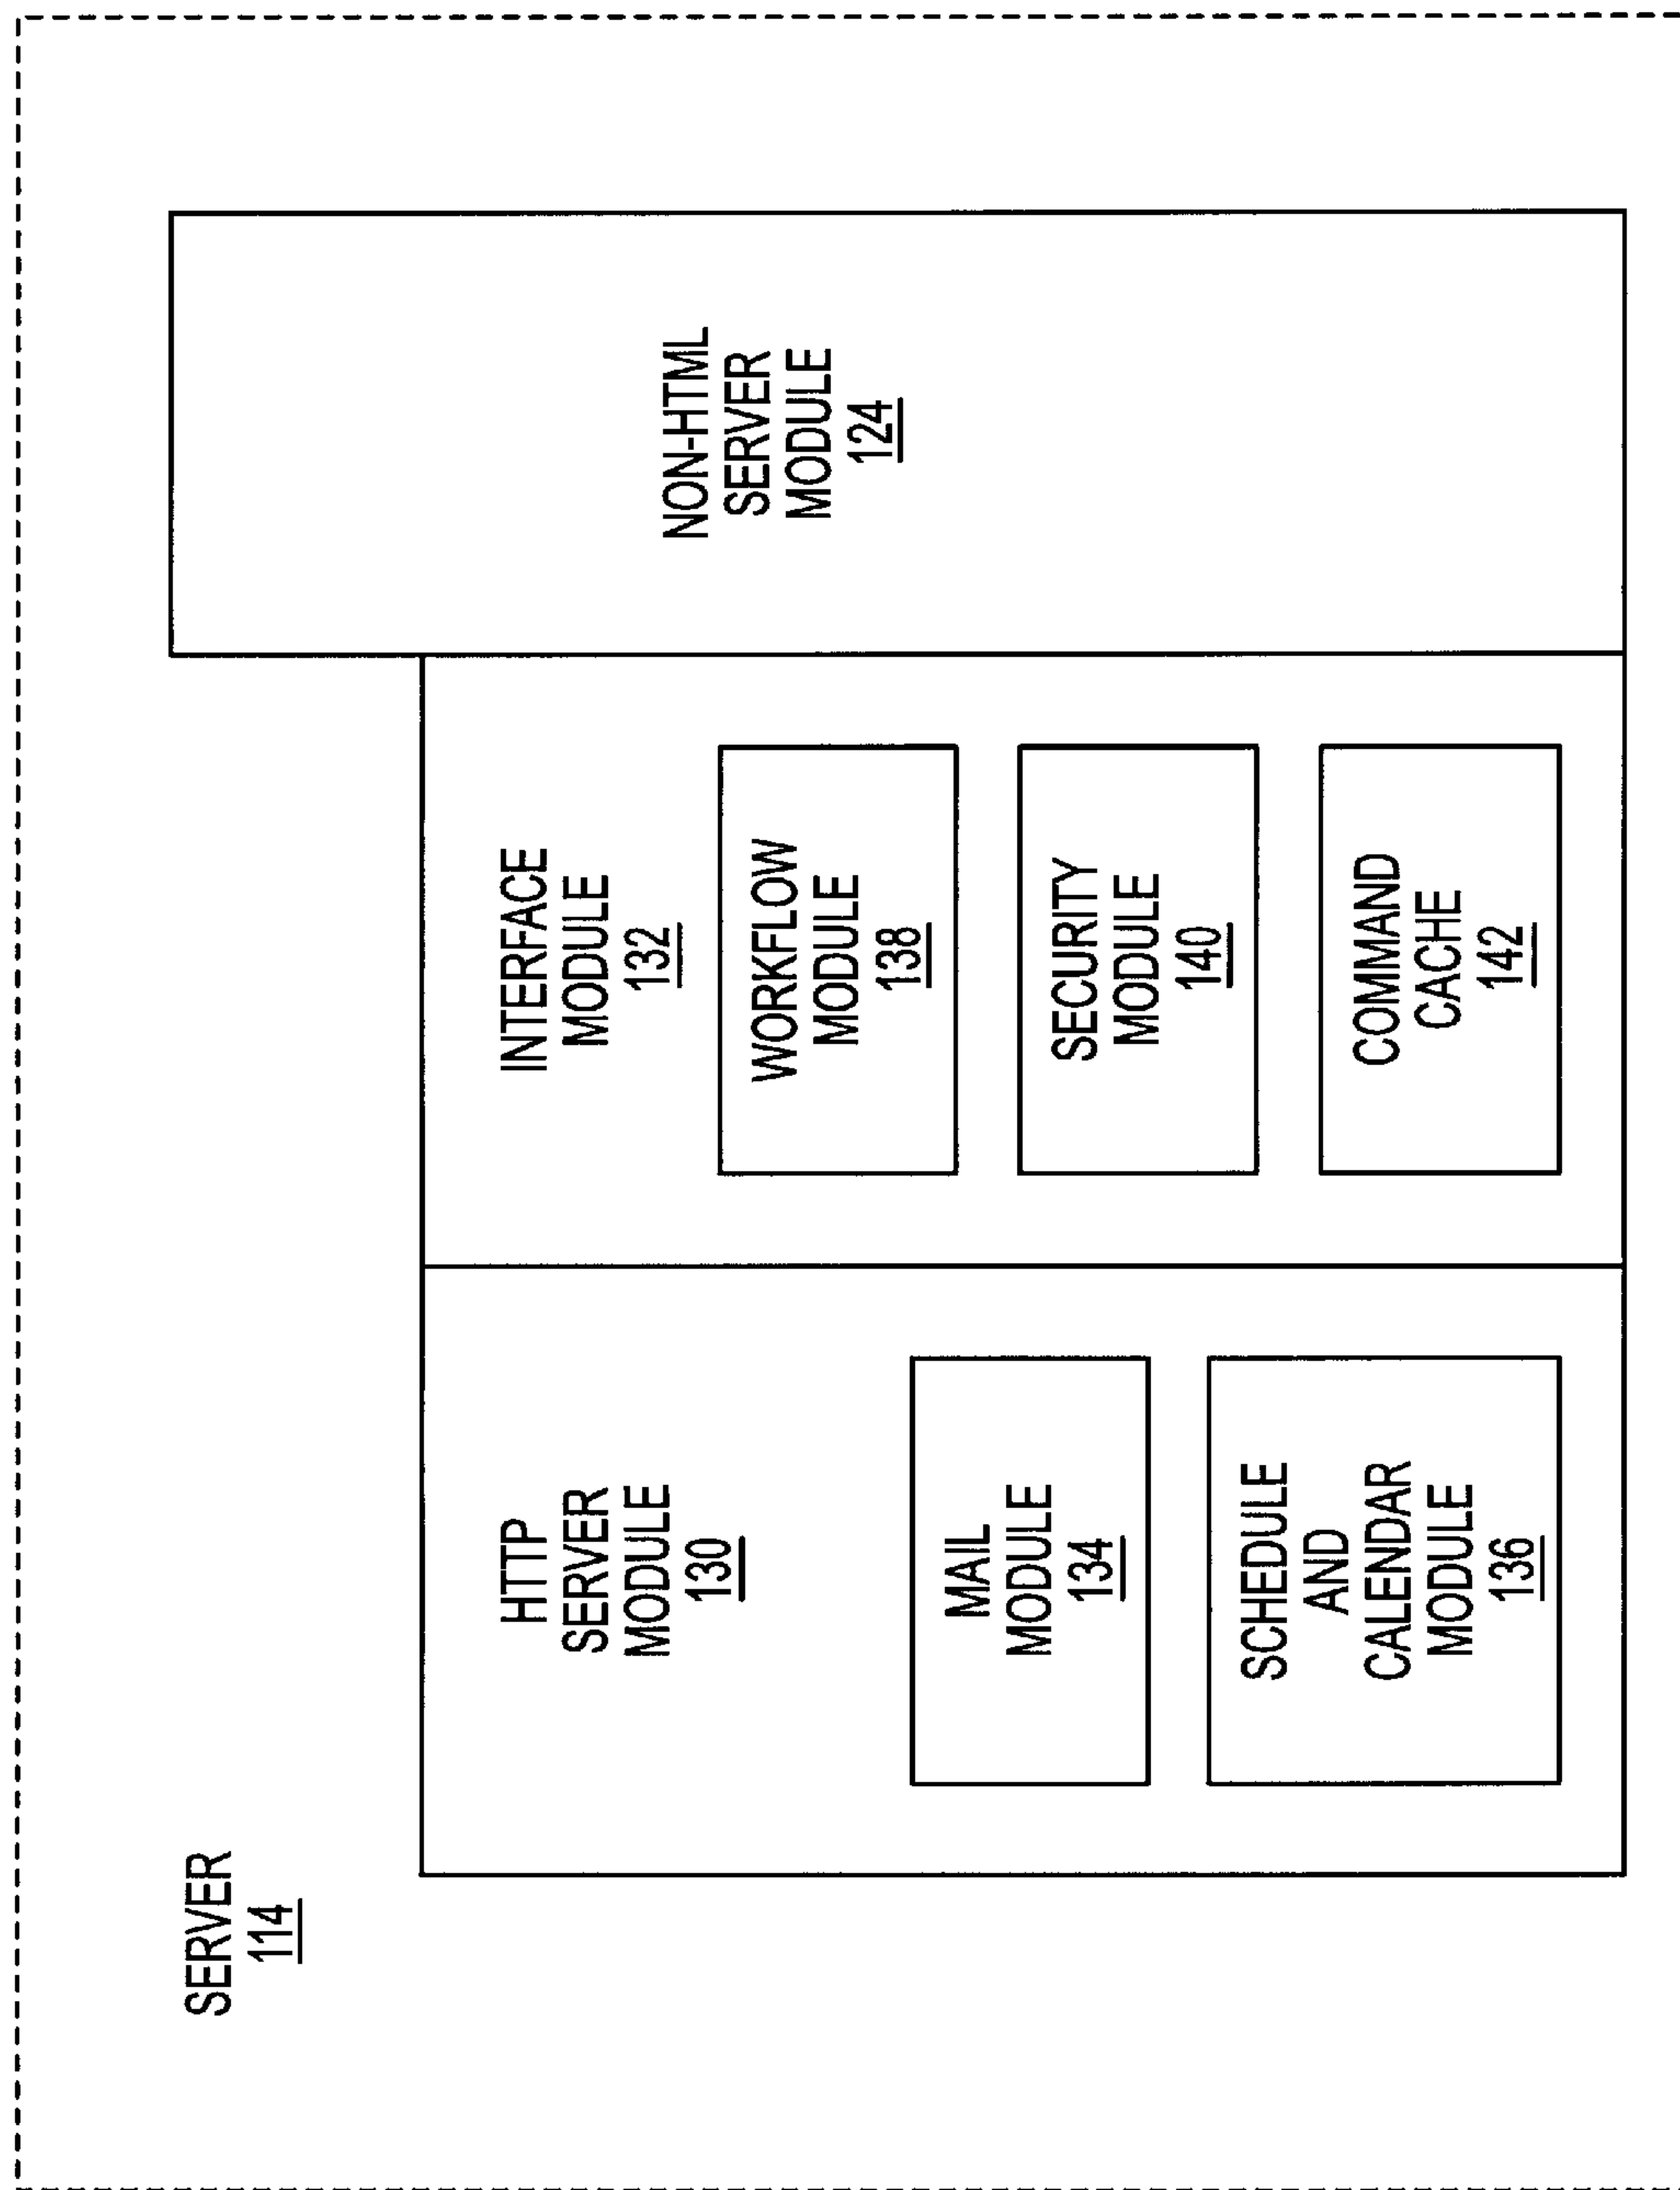 SERVER
114
HTTP
SERVER
MODULE
130
MAIL
MODULE
134
SCHEDULE
AND
CALENDAR
MODULE
136
INTERFACE
MODULE
132
WORKFLOW
MODULE
138
SECURITY
MODULE
140
COMMAND
CACHE
142
NON-HTML
SERVER
MODULE
124